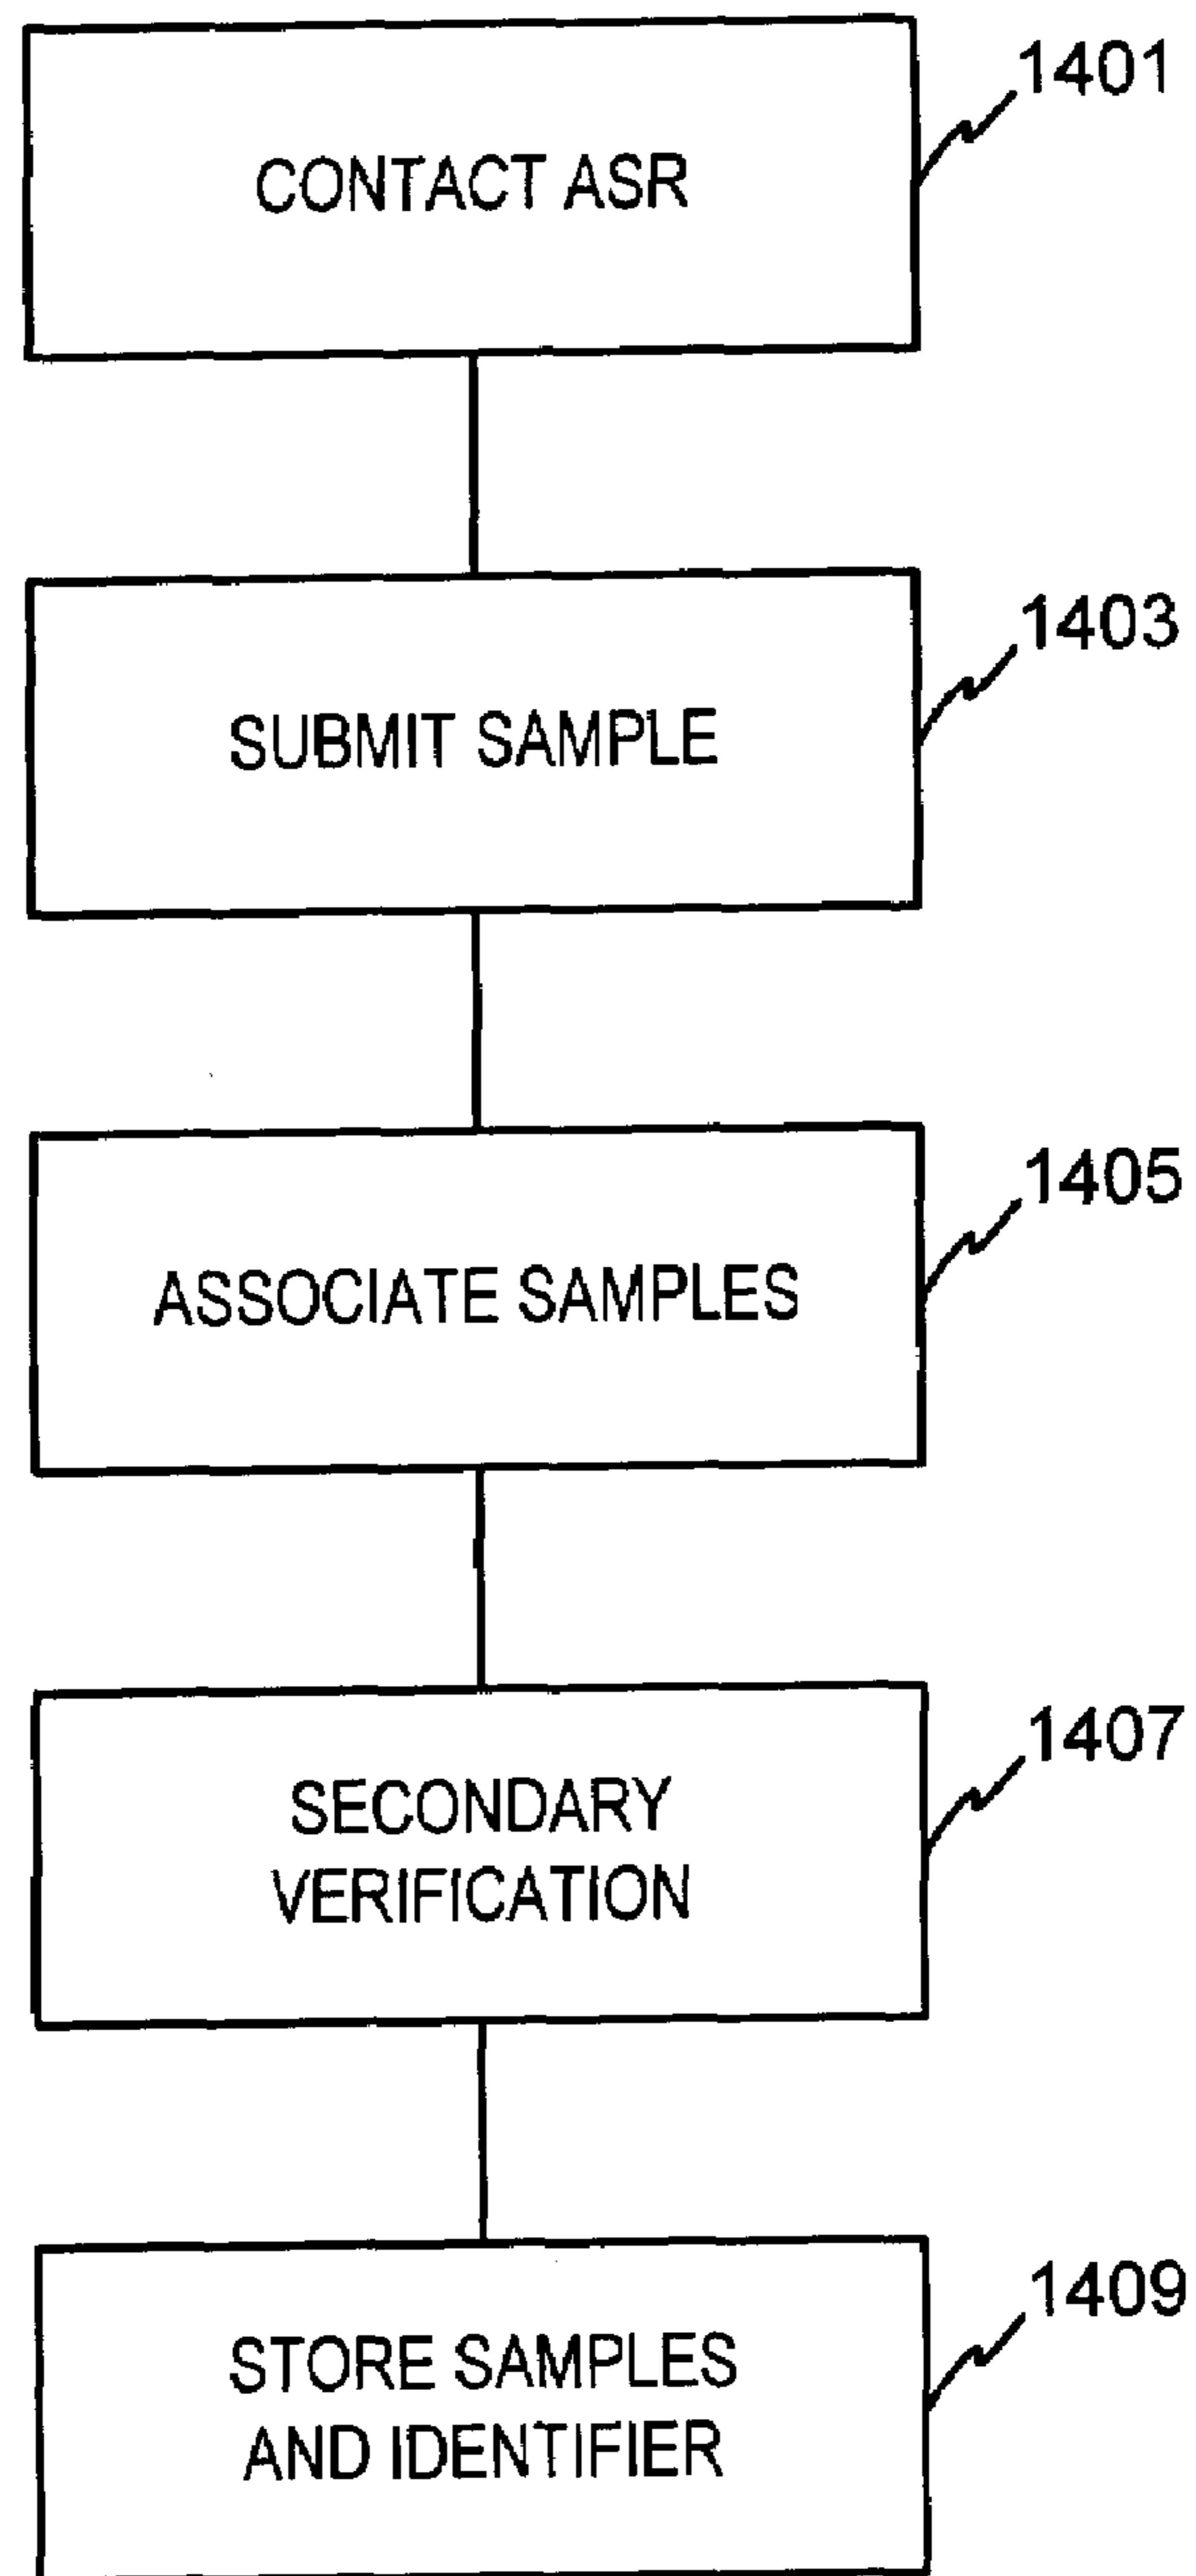 1401
CONTACT ASR
1403
SUBMIT SAMPLE
1405
ASSOCIATE SAMPLES
1407
SECONDARY
VERIFICATION
1409
STORE SAMPLES
AND IDENTIFIER